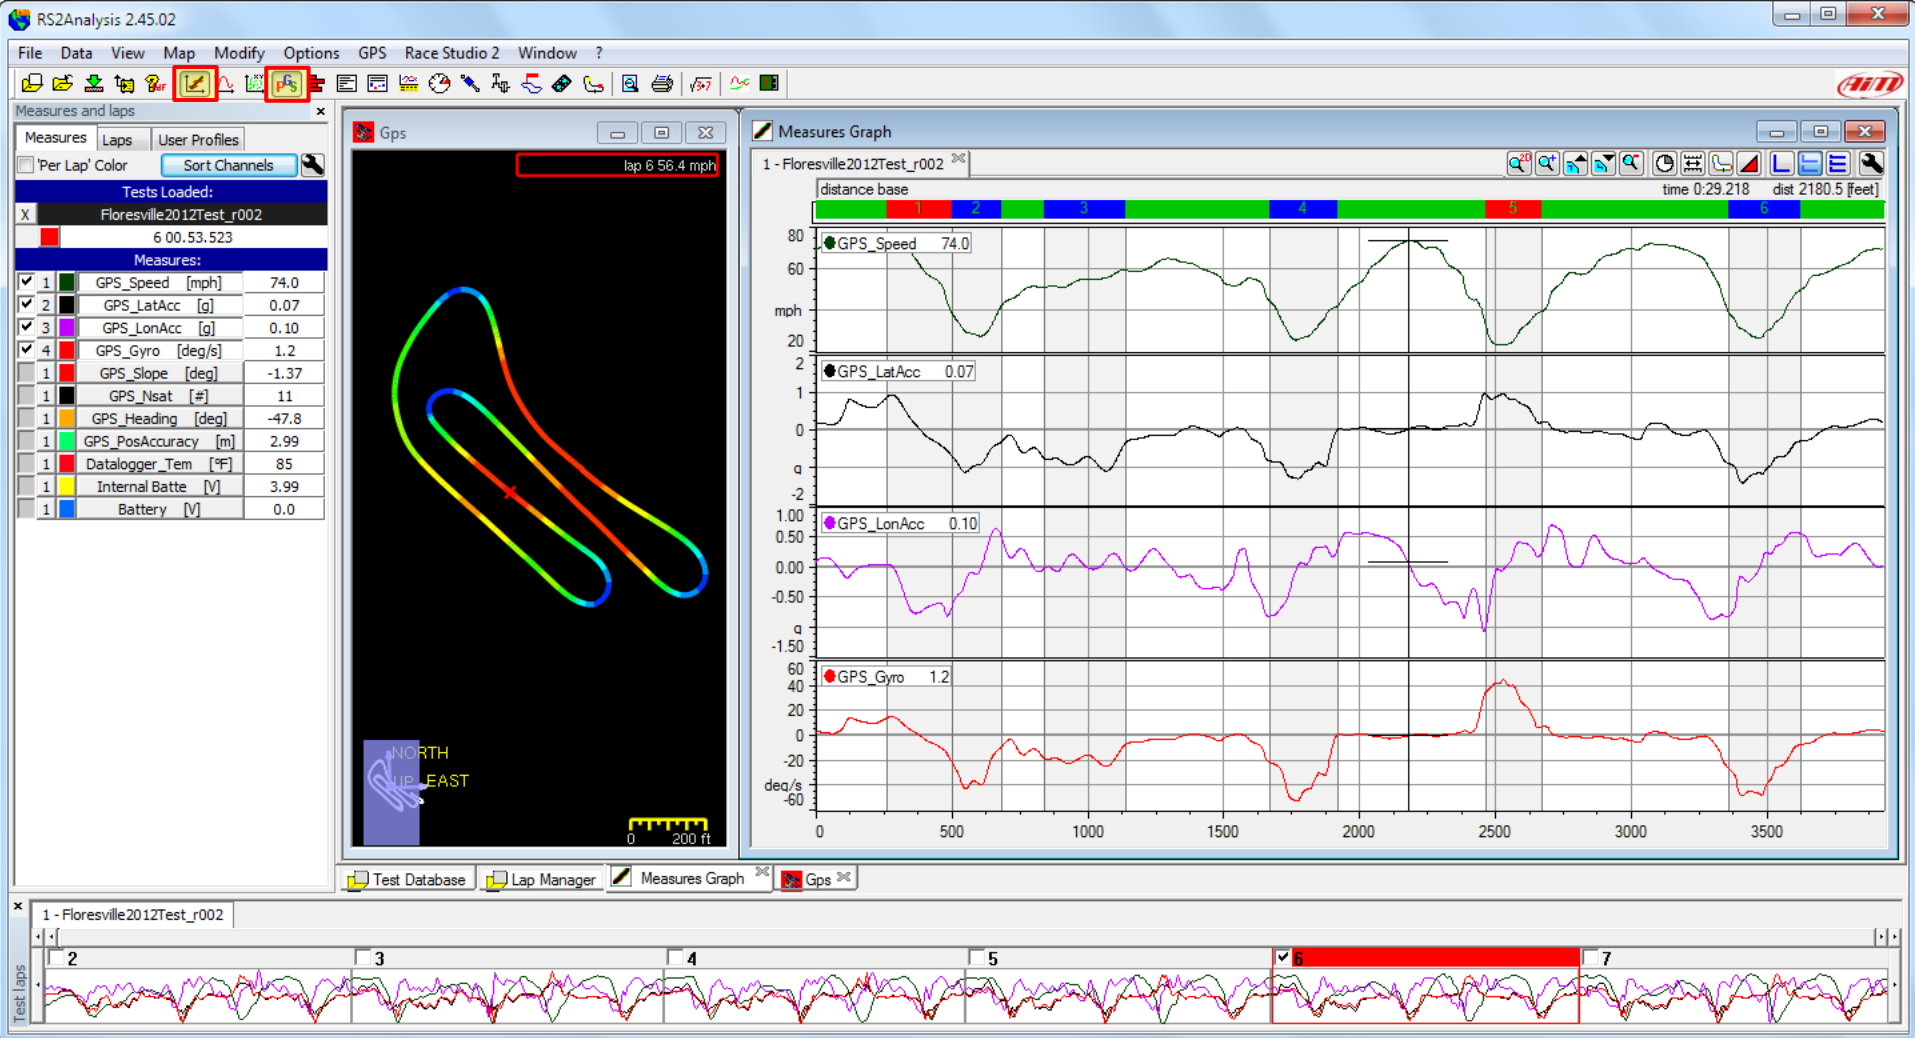 RS2Analysis 2.45.02
File Data View Map Modify Options GPS Race Studio 2 Window ?
AiM
Measures and laps
Measures Laps User Profiles
'Per Lap' Color Sort Channels
Tests Loaded:
X Floresville2012Test_r002
6 00.53.523
Measures:
1 GPS_Speed [mph] 74.0
2 GPS_LatAcc [g] 0.07
3 GPS_LonAcc [g] 0.10
4 GPS_Gyro [deg/s] 1.2
1 GPS_Slope [deg] -1.37
1 GPS_Nsat [#] 11
1 GPS_Heading [deg] -47.8
1 GPS_PosAccuracy [m] 2.99
1 Datalogger_Tem [°F] 85
1 Internal Batte [V] 3.99
1 Battery [V] 0.0
Gps
lap 6 56.4 mph
NORTH
UP EAST
0 200 ft
Measures Graph
1 - Floresville2012Test_r002
distance base time 0:29.218 dist 2180.5 [feet]
1 2 3 4 5 6
80
60
mph
20
GPS_Speed 74.0
2
1
0
g
-2
GPS_LatAcc 0.07
1.00
0.50
0.00
-0.50
g
-1.50
GPS_LonAcc 0.10
60
40
20
0
-20
deg/s
-60
GPS_Gyro 1.2
0 500 1000 1500 2000 2500 3000 3500
Test Database Lap Manager Measures Graph Gps
1 - Floresville2012Test_r002
Test laps
2 3 4 5 6 7